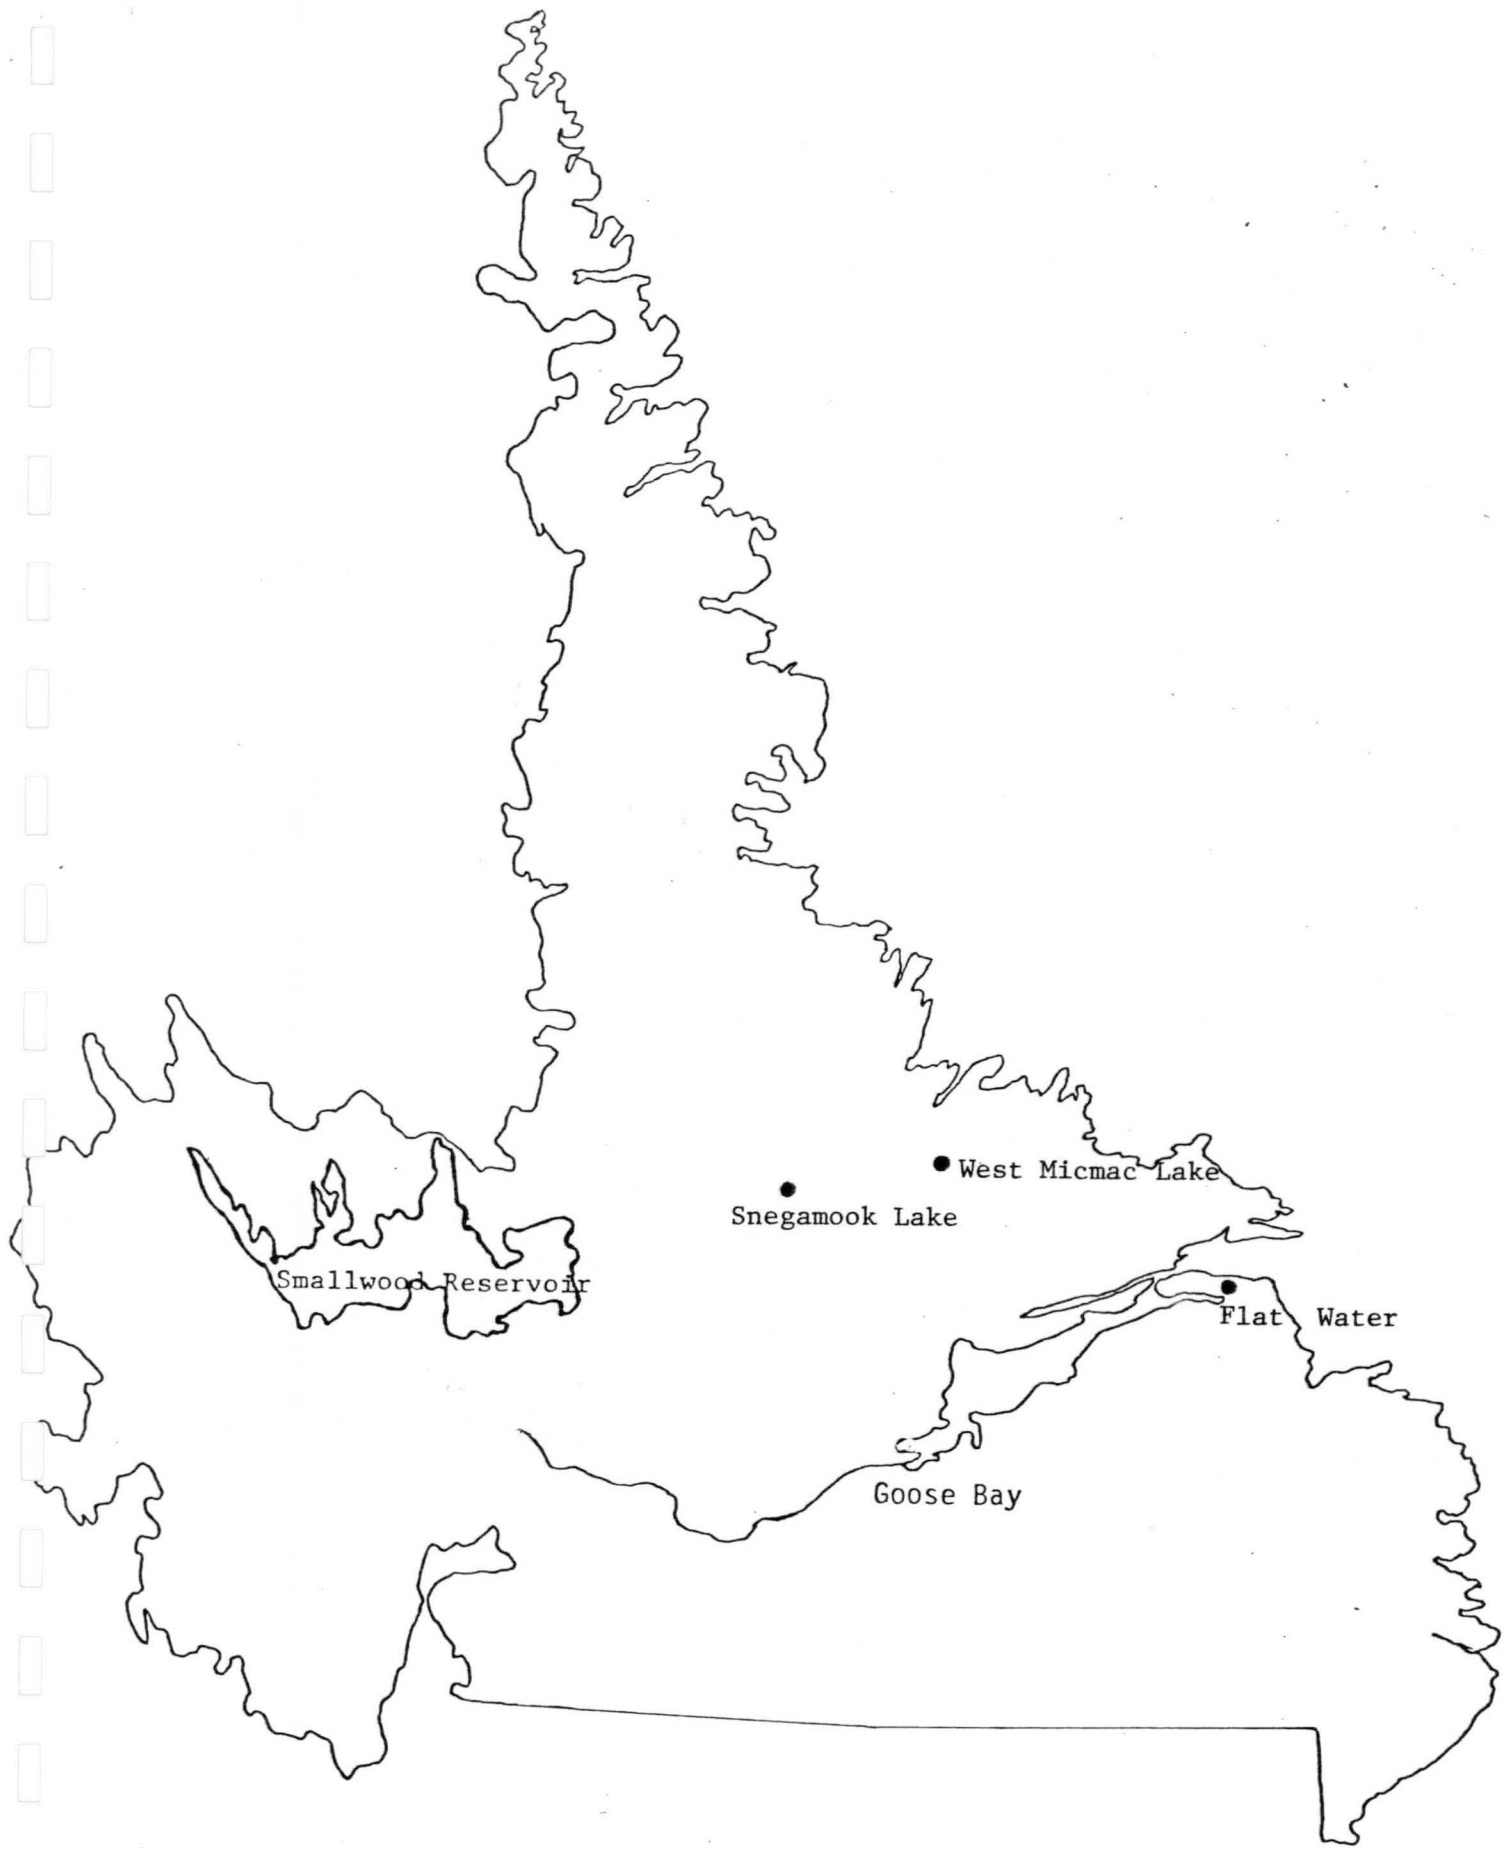 West Micmac Lake
Snegamook Lake
Smallwood Reservoir
Flat Water
Goose Bay